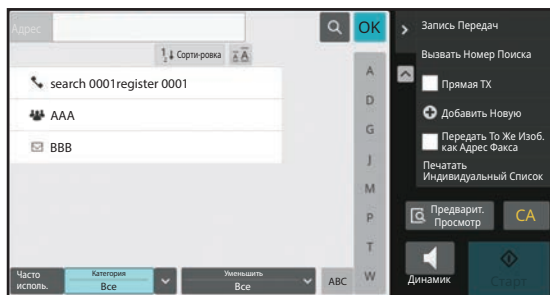 Адрес
OK
Сорти-ровка
search 0001register 0001
AAA
BBB
A
D
G
J
M
P
T
W
Часто
исполь.
Категория
Все
Уменьшить
Все
ABC
Запись Передач
Вызвать Номер Поиска
Прямая TX
Добавить Новую
Передать То Же Изоб.
как Адрес Факса
Печатать
Индивидуальный Список
Предварит.
Просмотр
CA
Динамик
Старт